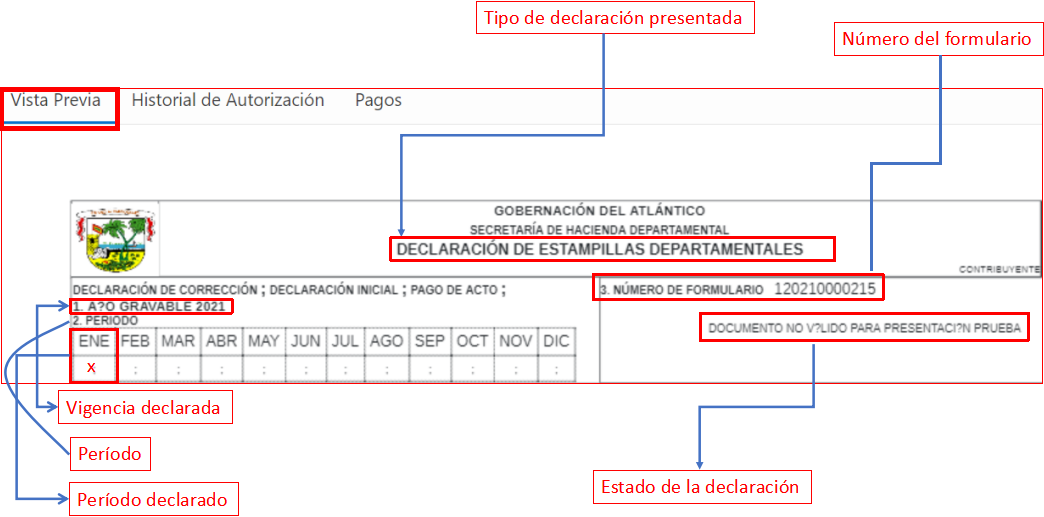 Tipo de declaración presentada
Número del formulario
Vista Previa Historial de Autorización Pagos
GOBERNACIÓN DEL ATLÁNTICO
SECRETARÍA DE HACIENDA DEPARTAMENTAL
DECLARACIÓN DE ESTAMPILLAS DEPARTAMENTALES
CONTRIBUYENTE
DECLARACIÓN DE CORRECCIÓN ; DECLARACIÓN INICIAL ; PAGO DE ACTO ;
3. NÚMERO DE FORMULARIO 120210000215
1. A?O GRAVABLE 2021
2. PERIODO
DOCUMENTO NO V?LIDO PARA PRESENTACI?N PRUEBA
ENE FEB MAR ABR MAY JUN JUL AGO SEP OCT NOV DIC
x ; ; ; ; ; ; ; ; ; ; ;
Vigencia declarada
Período
Estado de la declaración
Período declarado